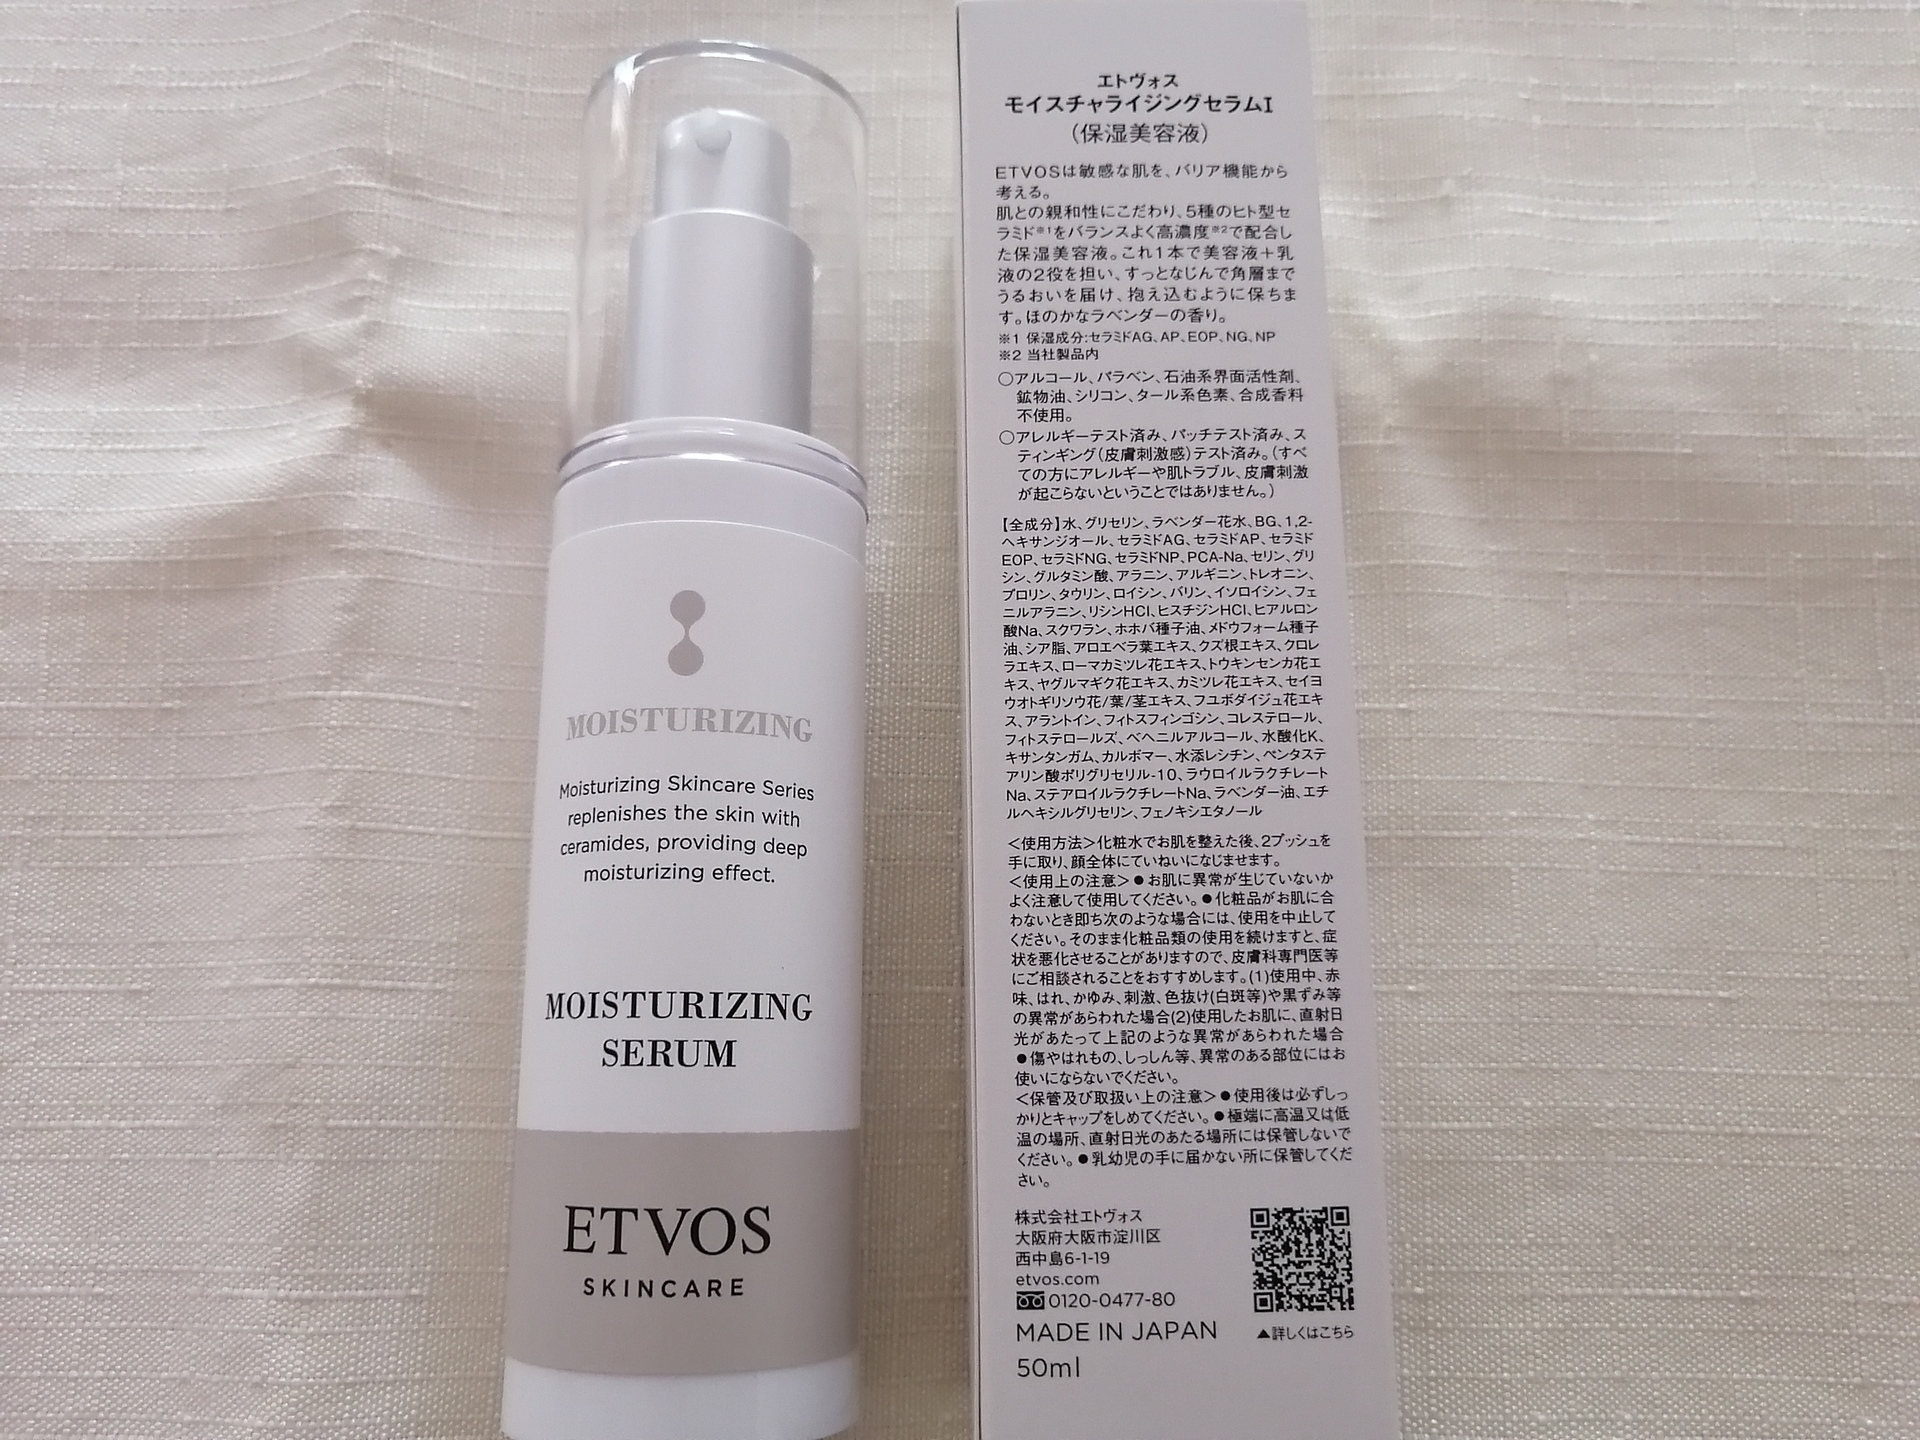 MOISTURIZING
Moisturizing Skincare Series
replenishes the skin with
ceramides, providing deep
moisturizing effect.
MOISTURIZING
SERUM
ETVOS
SKINCARE
エトヴォス
モイスチャライジングセラムI
（保湿美容液）
ETVOSは敏感な肌を、バリア機能から
考える。
肌との親和性にこだわり、5種のヒト型セ
ラミド※1をバランスよく高濃度※2で配合し
た保湿美容液。これ1本で美容液＋乳
液の2役を担い、すっとなじんで角層まで
うるおいを届け、抱え込むように保ちま
す。ほのかなラベンダーの香り。
※1 保湿成分:セラミドAG、AP、EOP、NG、NP
※2 当社製品内
○アルコール、パラベン、石油系界面活性剤、
鉱物油、シリコン、タール系色素、合成香料
不使用。
○アレルギーテスト済み、パッチテスト済み、ス
ティンギング（皮膚刺激感）テスト済み。（すべ
ての方にアレルギーや肌トラブル、皮膚刺激
が起こらないということではありません。）
【全成分】水、グリセリン、ラベンダー花水、BG、1,2-
ヘキサンジオール、セラミドAG、セラミドAP、セラミド
EOP、セラミドNG、セラミドNP、PCA-Na、セリン、グリ
シン、グルタミン酸、アラニン、アルギニン、トレオニン、
プロリン、タウリン、ロイシン、バリン、イソロイシン、フェ
ニルアラニン、リシンHCl、ヒスチジンHCl、ヒアルロン
酸Na、スクワラン、ホホバ種子油、メドウフォーム種子
油、シア脂、アロエベラ葉エキス、クズ根エキス、クロレ
ラエキス、ローマカミツレ花エキス、トウキンセンカ花エ
キス、ヤグルマギク花エキス、カミツレ花エキス、セイヨ
ウオトギリソウ花/葉/茎エキス、フユボダイジュ花エキ
ス、アラントイン、フィトスフィンゴシン、コレステロール、
フィトステロールズ、ベヘニルアルコール、水酸化K、
キサンタンガム、カルボマー、水添レシチン、ペンタステ
アリン酸ポリグリセリル-10、ラウロイルラクチレート
Na、ステアロイルラクチレートNa、ラベンダー油、エチ
ルヘキシルグリセリン、フェノキシエタノール
＜使用方法＞化粧水でお肌を整えた後、2プッシュを
手に取り、顔全体にていねいになじませます。
＜使用上の注意＞●お肌に異常が生じていないか
よく注意して使用してください。●化粧品がお肌に合
わないとき即ち次のような場合には、使用を中止して
ください。そのまま化粧品類の使用を続けますと、症
状を悪化させることがありますので、皮膚科専門医等
にご相談されることをおすすめします。(1)使用中、赤
味、はれ、かゆみ、刺激、色抜け(白斑等)や黒ずみ等
の異常があらわれた場合(2)使用したお肌に、直射日
光があたって上記のような異常があらわれた場合
●傷やはれもの、しっしん等、異常のある部位にはお
使いにならないでください。
＜保管及び取扱い上の注意＞●使用後は必ずしっ
かりとキャップをしめてください。●極端に高温又は低
温の場所、直射日光のあたる場所には保管しないで
ください。●乳幼児の手に届かない所に保管してくだ
さい。
株式会社エトヴォス
大阪府大阪市淀川区
西中島6-1-19
etvos.com
0120-0477-80
MADE IN JAPAN
▲詳しくはこちら
50ml